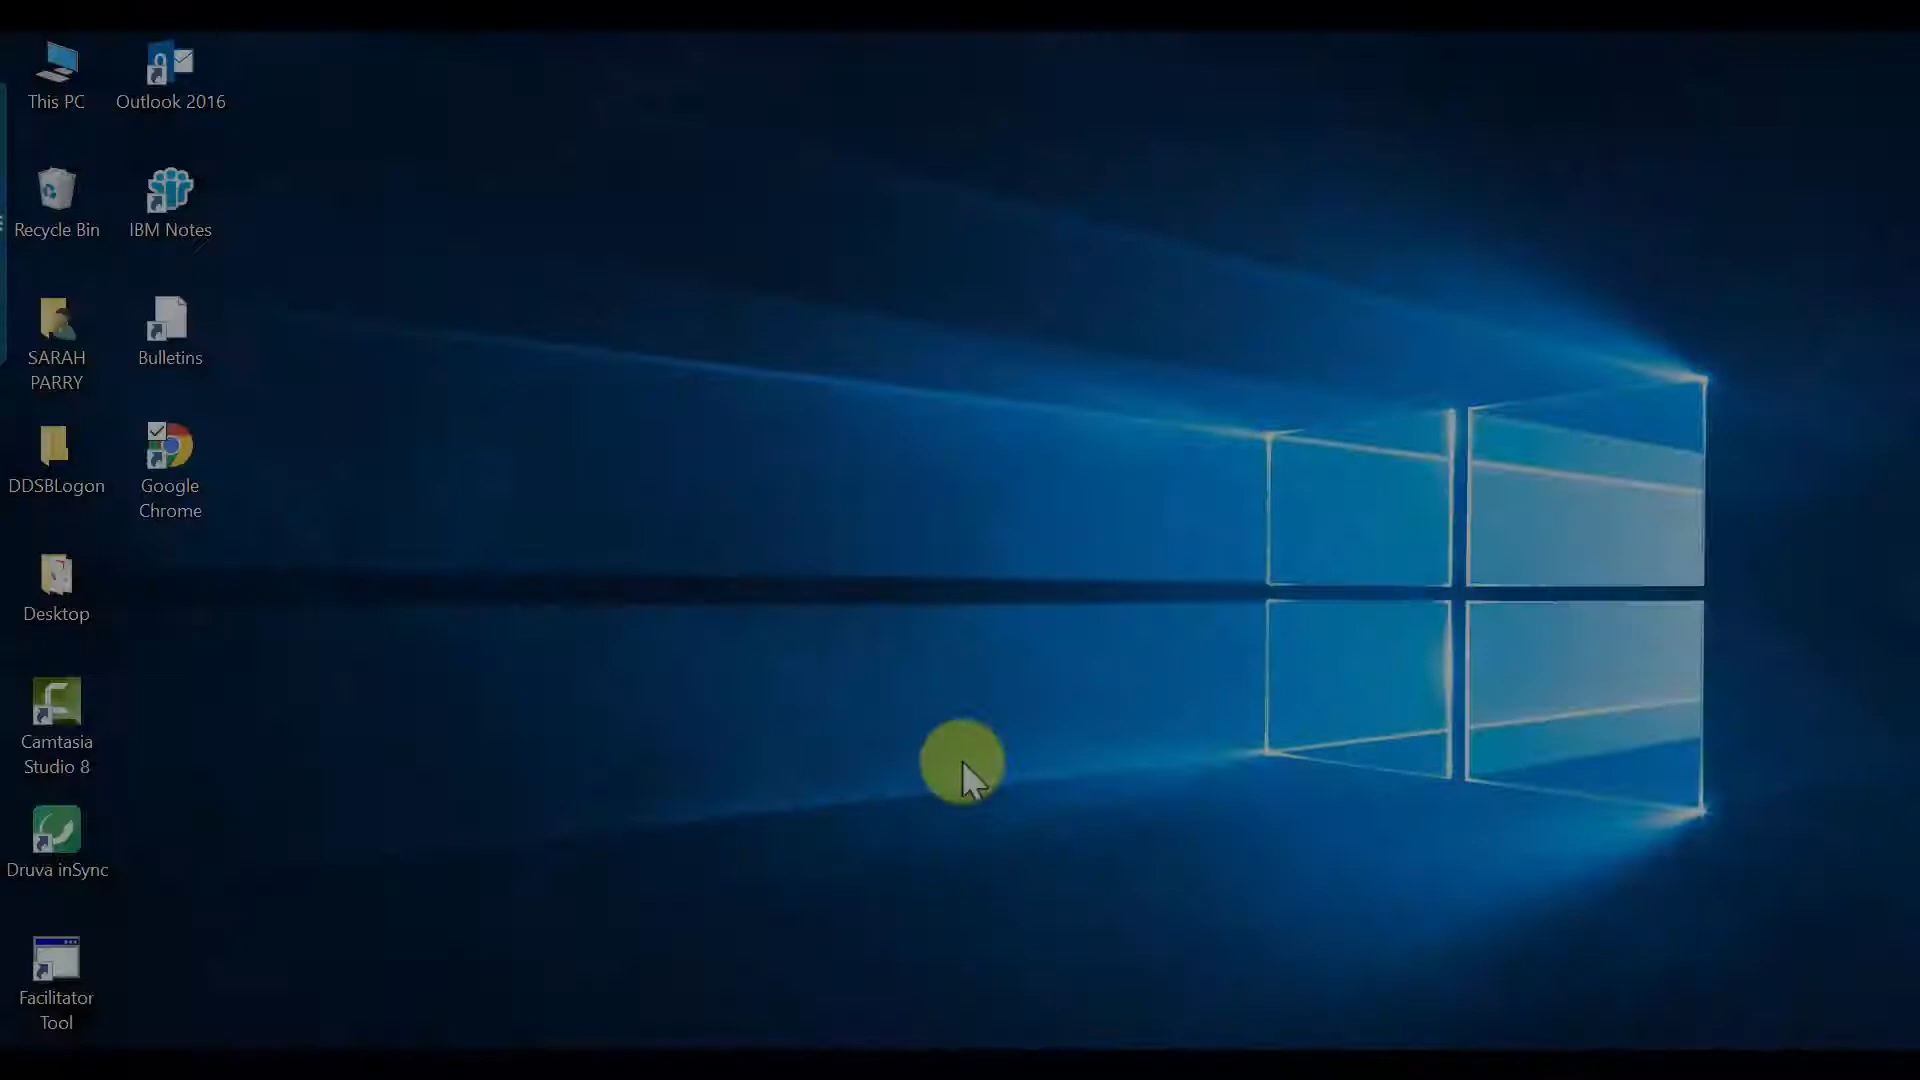 This PC
Outlook 2016
Recycle Bin
IBM Notes
SARAH
PARRY
Bulletins
DDSBLogon
Google
Chrome
Desktop
Camtasia
Studio 8
Druva inSync
Facilitator
Tool